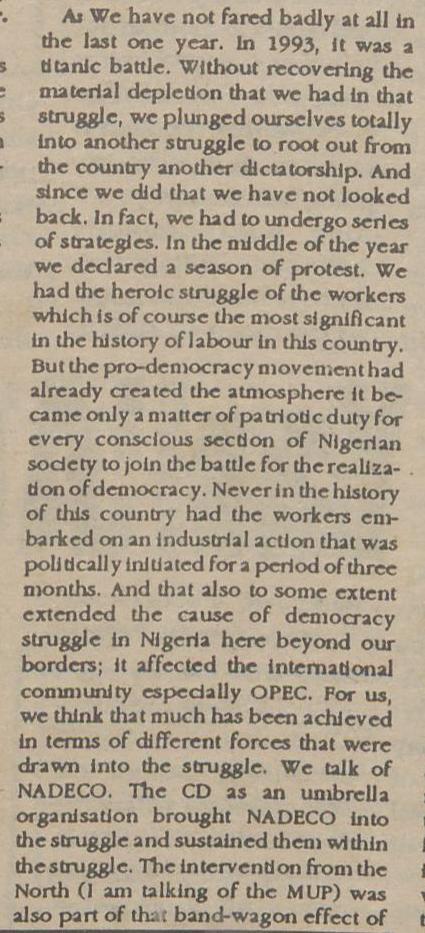 A: We have not fared badly at all in
the last one year. In 1993, it was a
titanic battle. Without recovering the
material depletion that we had in that
struggle, we plunged ourselves totally
into another struggle to root out from
the country another dictatorship. And
since we did that we have not looked
back. In fact, we had to undergo series
of strategies. In the middle of the year
we declared a season of protest. We
had the heroic struggle of the workers
which is of course the most significant
in the history of labour in this country.
But the pro-democracy movement had
already created the atmosphere it be-
came only a matter of patriotic duty for
every conscious section of Nigerian
society to join the battle for the realiza-
tion of democracy. Never in the history
of this country had the workers em-
barked on an industrial action that was
politically initiated for a period of three
months. And that also to some extent
extended the cause of democracy
struggle in Nigeria here beyond our
borders; it affected the international
community especially OPEC. For us,
we think that much has been achieved
in terms of different forces that were
drawn into the struggle. We talk of
NADECO. The CD as an umbrella
organisation brought NADECO into
the struggle and sustained them within
the struggle. The intervention from the
North (I am talking of the MUP) was
also part of that band-wagon effect of